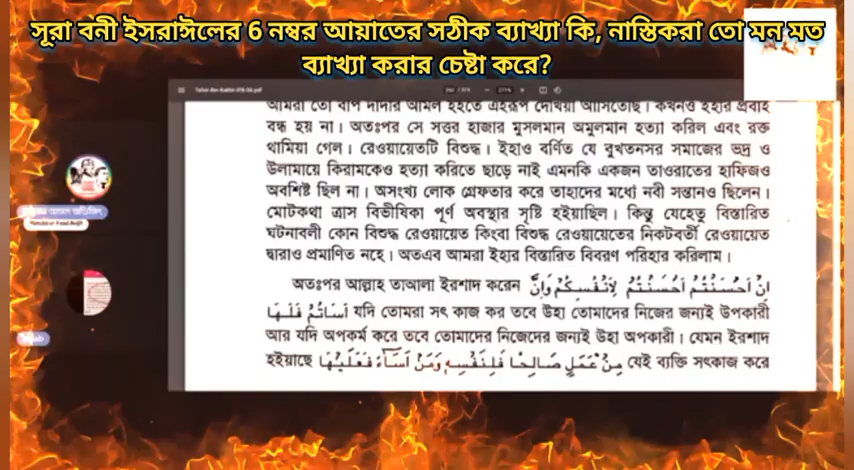 সূরা বনী ইসরাঈলের 6 নম্বর আয়াতের সঠীক ব্যাখ্যা কি, নাস্তিকরা তো মন মত
ব্যাখ্যা করার চেষ্টা করে?
আমরা তো বাপ দাদার আমল হইতে এইরূপ দেখিয়া আসিতেছি। কখনও ইহার প্রবাহ
বন্ধ হয় না। অতঃপর সে সত্তর হাজার মুসলমান অমুলমান হত্যা করিল এবং রক্ত
থামিয়া গেল। রেওয়ায়েতটি বিশুদ্ধ। ইহাও বর্ণিত যে বুখতনসর সমাজের ভদ্র ও
উলামায়ে কিরামকেও হত্যা করিতে ছাড়ে নাই এমনকি একজন তাওরাতের হাফিজও
অবশিষ্ট ছিল না। অসংখ্য লোক গ্রেফতার করে তাহাদের মধ্যে নবী সন্তানও ছিলেন।
মোটকথা ত্রাস বিভীষিকা পূর্ণ অবস্থার সৃষ্টি হইয়াছিল। কিন্তু যেহেতু বিস্তারিত
ঘটনাবলী কোন বিশুদ্ধ রেওয়ায়েত কিংবা বিশুদ্ধ রেওয়ায়েতের নিকটবর্তী রেওয়ায়েত
দ্বারাও প্রমাণিত নহে। অতএব আমরা ইহার বিস্তারিত বিবরণ পরিহার করিলাম।
অতঃপর আল্লাহ তাআলা ইরশাদ করেন اِنْ اَحْسَنْتُمْ اَحْسَنْتُمْ لِاَنْفُسِكُمْ وَاِنْ
اَسَاْتُمْ فَلَهَا যদি তোমরা সৎ কাজ কর তবে উহা তোমাদের নিজের জন্যই উপকারী
আর যদি অপকর্ম করে তবে তোমাদের নিজেদের জন্যই উহা অপকারী। যেমন ইরশাদ
হইয়াছে مَنْ عَمِلَ صَالِحًا فَلِنَفْسِهٖ وَمَنْ اَسَآءَ فَعَلَيْهَا যেই ব্যক্তি সৎকাজ করে